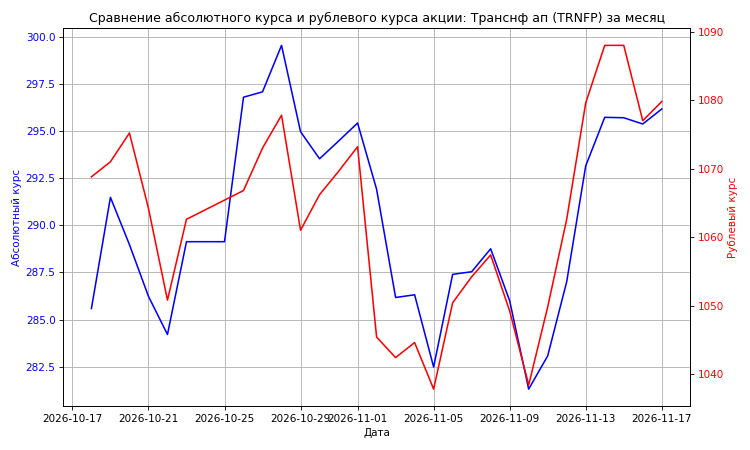 Сравнение абсолютного курса и рублевого курса акции: Транснф ап (TRNFP) за месяц
Абсолютный курс
300.0
297.5
295.0
292.5
290.0
287.5
285.0
282.5
1090
1080
1070
1060
1050
1040
Рублевый курс
2026-10-17 2026-10-21 2026-10-25 2026-10-29 2026-11-01 2026-11-05 2026-11-09 2026-11-13 2026-11-17
Дата